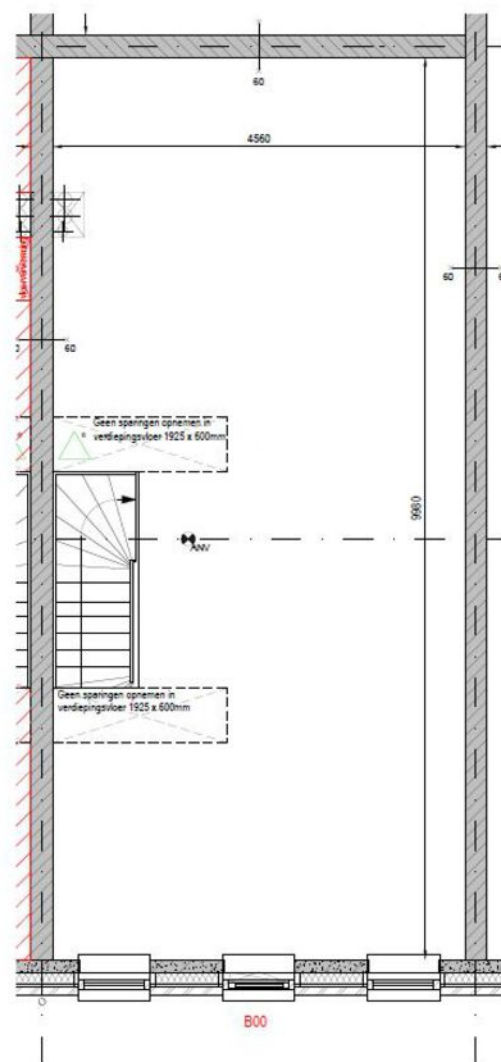 60
4560
60
60
Geen sparingen opnemen in
verdiepingsvloer 1925 x 600mm
9980
ANV
Geen sparingen opnemen in
verdiepingsvloer 1925 x 600mm
B00